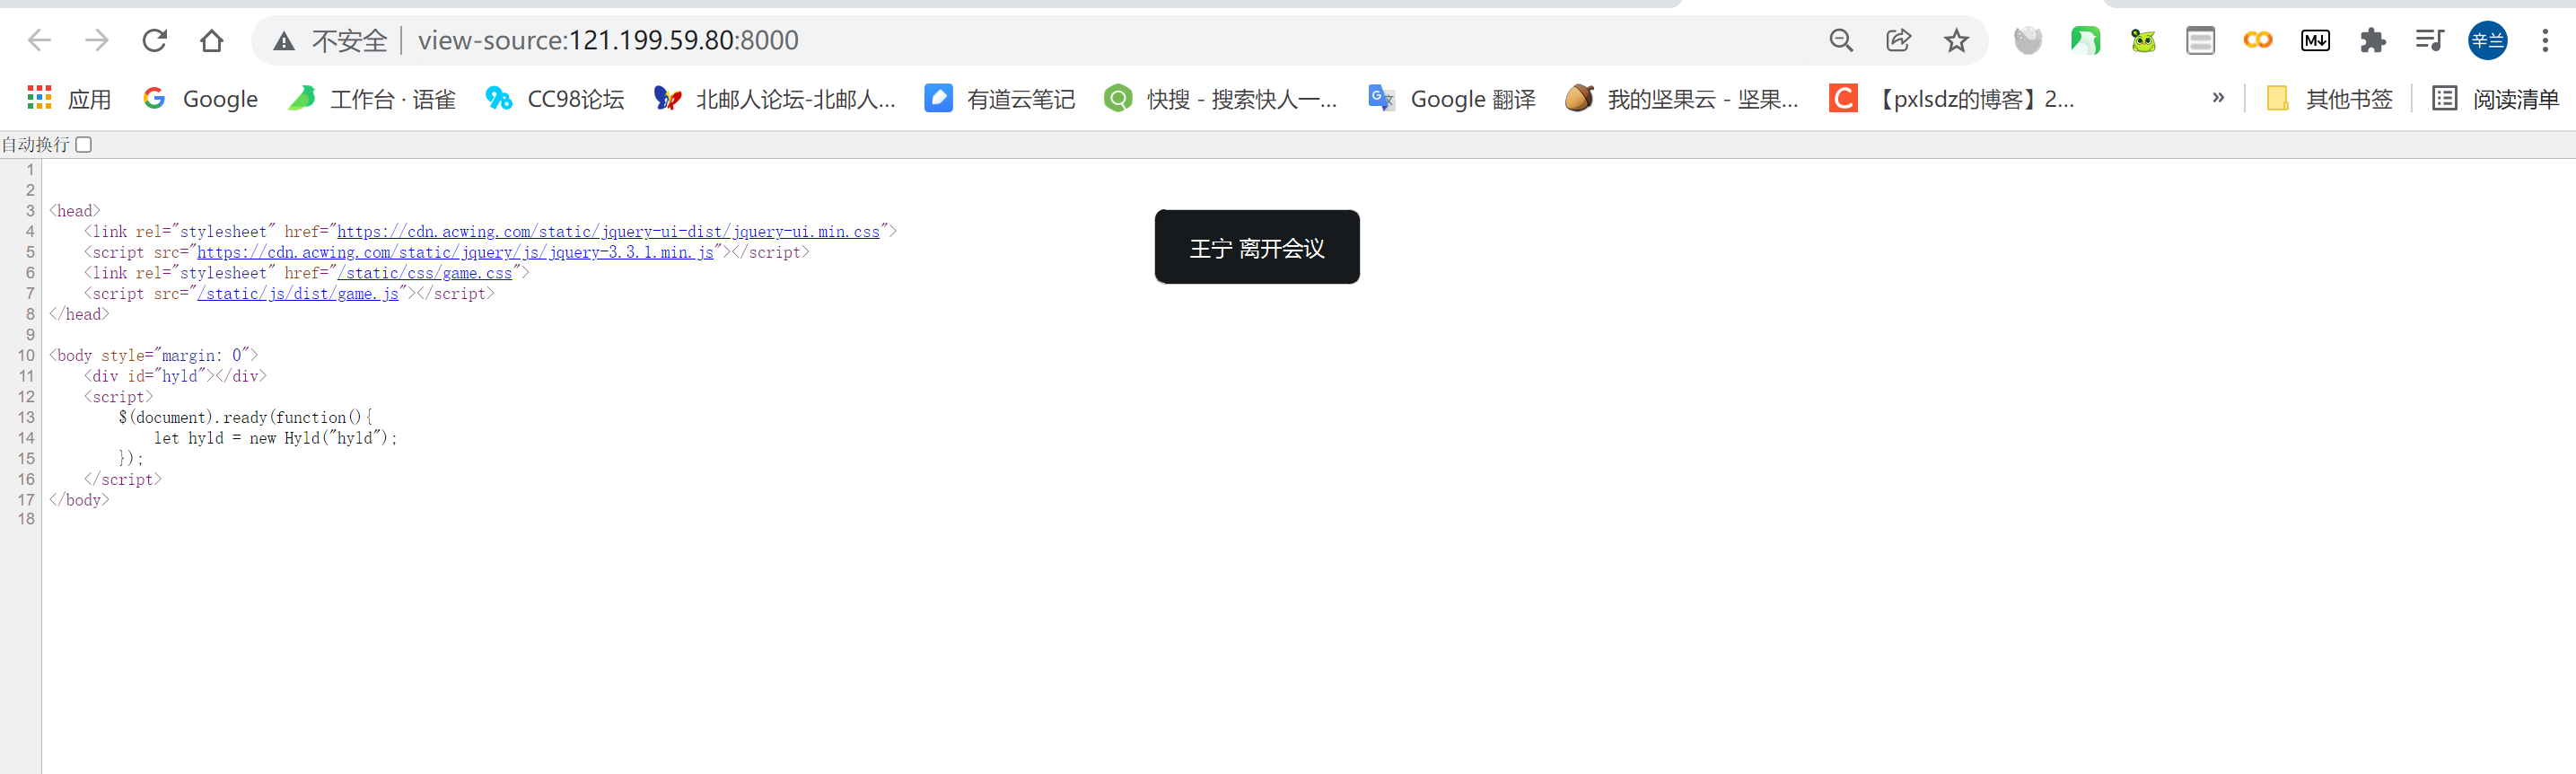 不安全 view-source:121.199.59.80:8000 辛兰
应用 Google 工作台 · 语雀 CC98论坛 北邮人论坛-北邮人... 有道云笔记 快搜 - 搜索快人一... Google 翻译 我的坚果云 - 坚果... 【pxlsdz的博客】2... » 其他书签 阅读清单
自动换行
1
2
3 <head>
4     <link rel="stylesheet" href="https://cdn.acwing.com/static/jquery-ui-dist/jquery-ui.min.css">
5     <script src="https://cdn.acwing.com/static/jquery/js/jquery-3.3.1.min.js"></script>
6     <link rel="stylesheet" href="/static/css/game.css">
7     <script src="/static/js/dist/game.js"></script>
8 </head>
9
10 <body style="margin: 0">
11     <div id="hyld"></div>
12     <script>
13         $(document).ready(function(){
14             let hyld = new Hyld("hyld");
15         });
16     </script>
17 </body>
18
王宁 离开会议